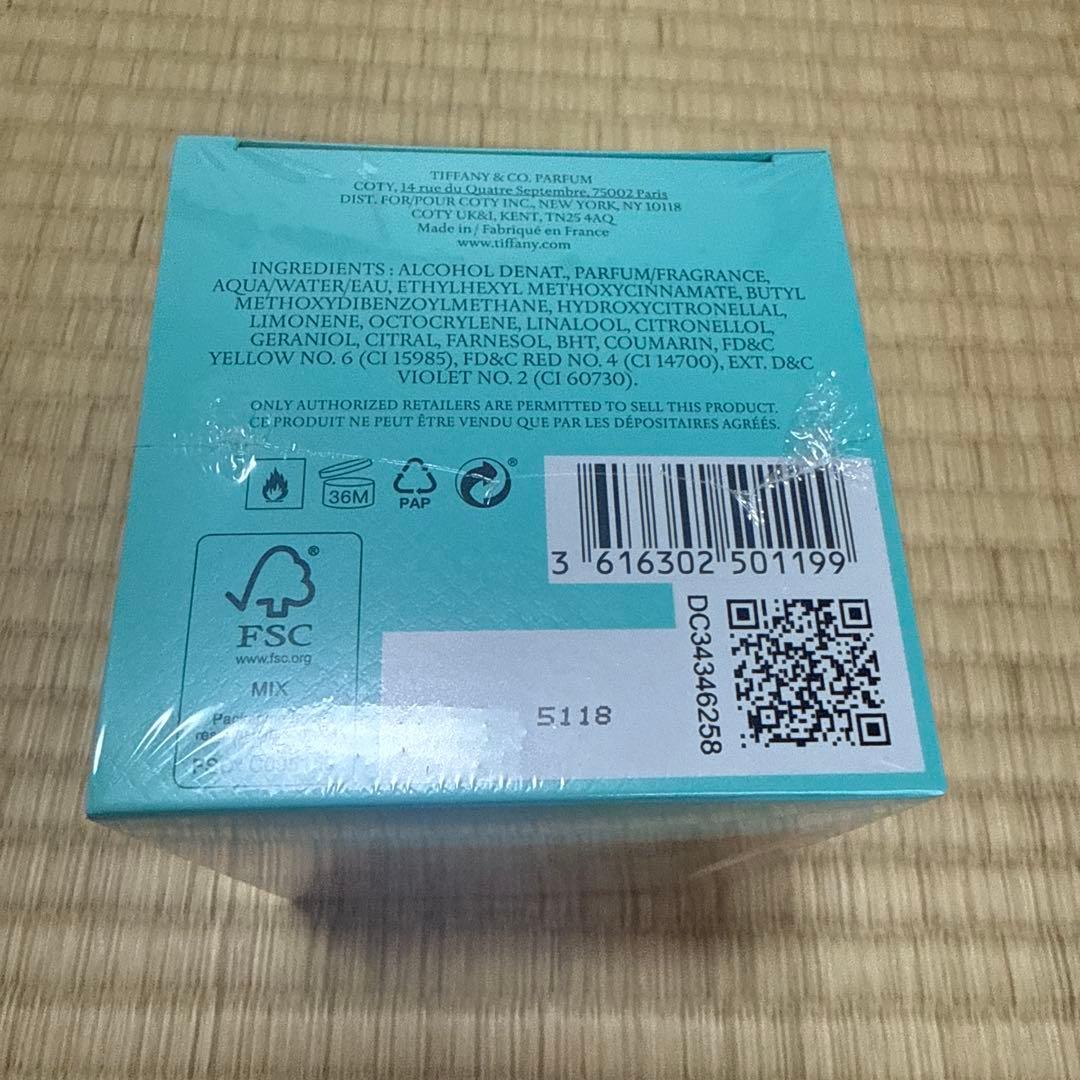 TIFFANY & CO. PARFUM
COTY, 14 rue du Quatre Septembre, 75002 Paris
DIST. FOR/POUR COTY INC., NEW YORK, NY 10118
COTY UK&I, KENT, TN25 4AQ
Made in / Fabriqué en France
www.tiffany.com
INGREDIENTS : ALCOHOL DENAT., PARFUM/FRAGRANCE,
AQUA/WATER/EAU, ETHYLHEXYL METHOXYCINNAMATE, BUTYL
METHOXYDIBENZOYLMETHANE, HYDROXYCITRONELLAL,
LIMONENE, OCTOCRYLENE, LINALOOL, CITRONELLOL,
GERANIOL, CITRAL, FARNESOL, BHT, COUMARIN, FD&C
YELLOW NO. 6 (CI 15985), FD&C RED NO. 4 (CI 14700), EXT. D&C
VIOLET NO. 2 (CI 60730).
ONLY AUTHORIZED RETAILERS ARE PERMITTED TO SELL THIS PRODUCT.
CE PRODUIT NE PEUT ÊTRE VENDU QUE PAR LES DÉPOSITAIRES AGRÉÉS.
36M
PAP
®
3 616302 501199
®
FSC
www.fsc.org
MIX
DC34346258
5118